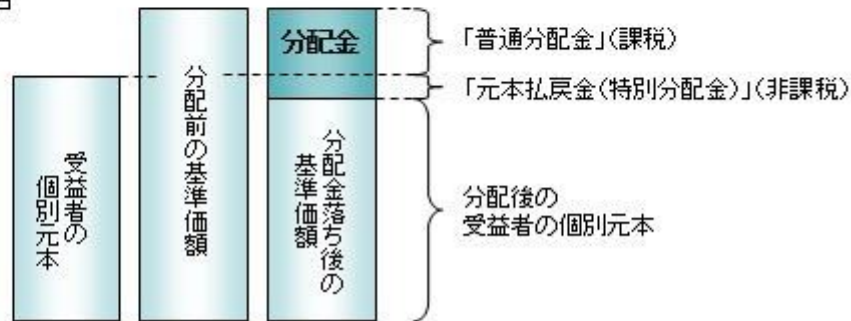 受益者の
個別元本
分配前の基準価額
分配金
分配金落ち後の
基準価額
「普通分配金」(課税)
「元本払戻金(特別分配金)」(非課税)
分配後の
受益者の個別元本